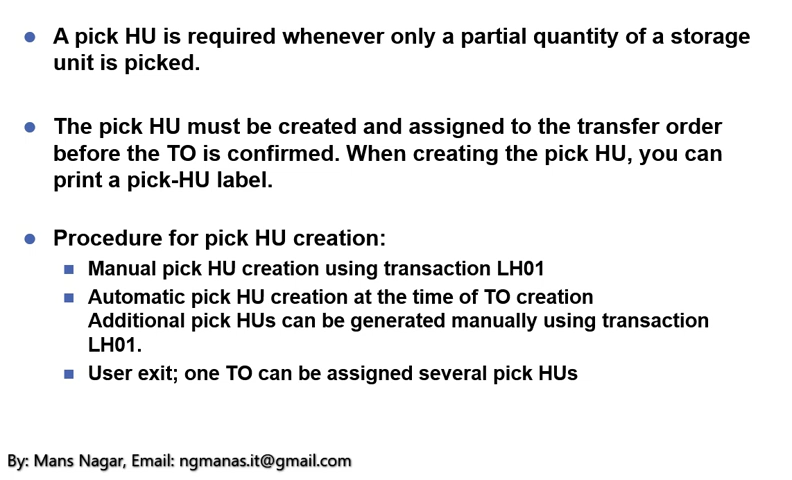 A pick HU is required whenever only a partial quantity of a storage
unit is picked.
The pick HU must be created and assigned to the transfer order
before the TO is confirmed. When creating the pick HU, you can
print a pick-HU label.
Procedure for pick HU creation:
Manual pick HU creation using transaction LH01
Automatic pick HU creation at the time of TO creation
Additional pick HUs can be generated manually using transaction
LH01.
User exit; one TO can be assigned several pick HUs
By: Mans Nagar, Email: ngmanas.it@gmail.com